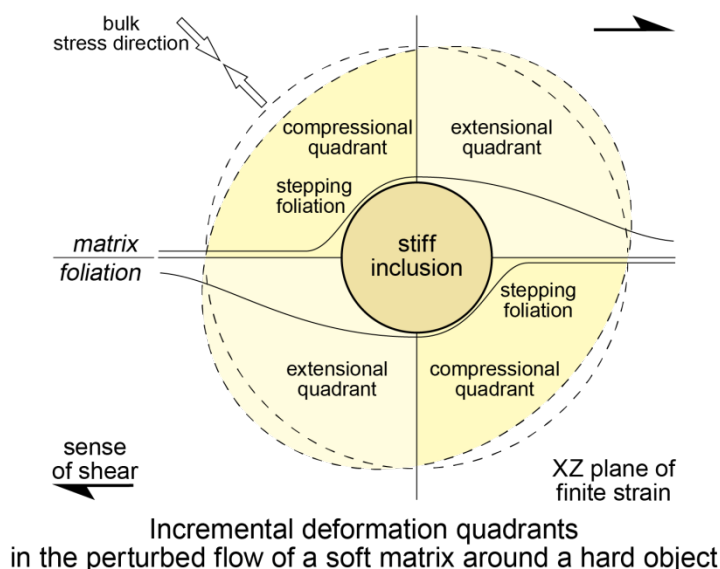 bulk
stress direction
compressional
quadrant
extensional
quadrant
stepping
foliation
matrix
foliation
stiff
inclusion
stepping
foliation
extensional
quadrant
compressional
quadrant
sense
of shear
XZ plane of
finite strain
Incremental deformation quadrants
in the perturbed flow of a soft matrix around a hard object